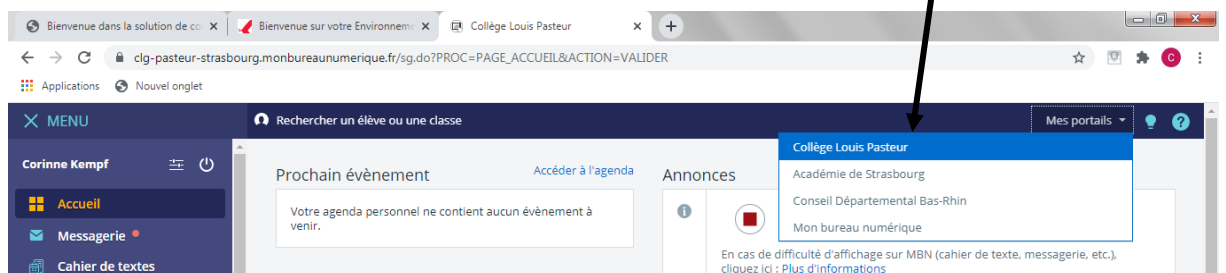 Bienvenue dans la solution de co
Bienvenue sur votre Environneme
Collège Louis Pasteur
clg-pasteur-strasbourg.monbureaunumerique.fr/sg.do?PROC=PAGE_ACCUEIL&ACTION=VALIDER
C
Applications
Nouvel onglet
MENU
Rechercher un élève ou une classe
Mes portails
Corinne Kempf
Accueil
Messagerie
Cahier de textes
Prochain évènement
Accéder à l'agenda
Votre agenda personnel ne contient aucun évènement à
venir.
Annonces
Collège Louis Pasteur
Académie de Strasbourg
Conseil Départemental Bas-Rhin
Mon bureau numérique
En cas de difficulté d'affichage sur MBN (cahier de texte, messagerie, etc.),
cliquez ici : Plus d'informations